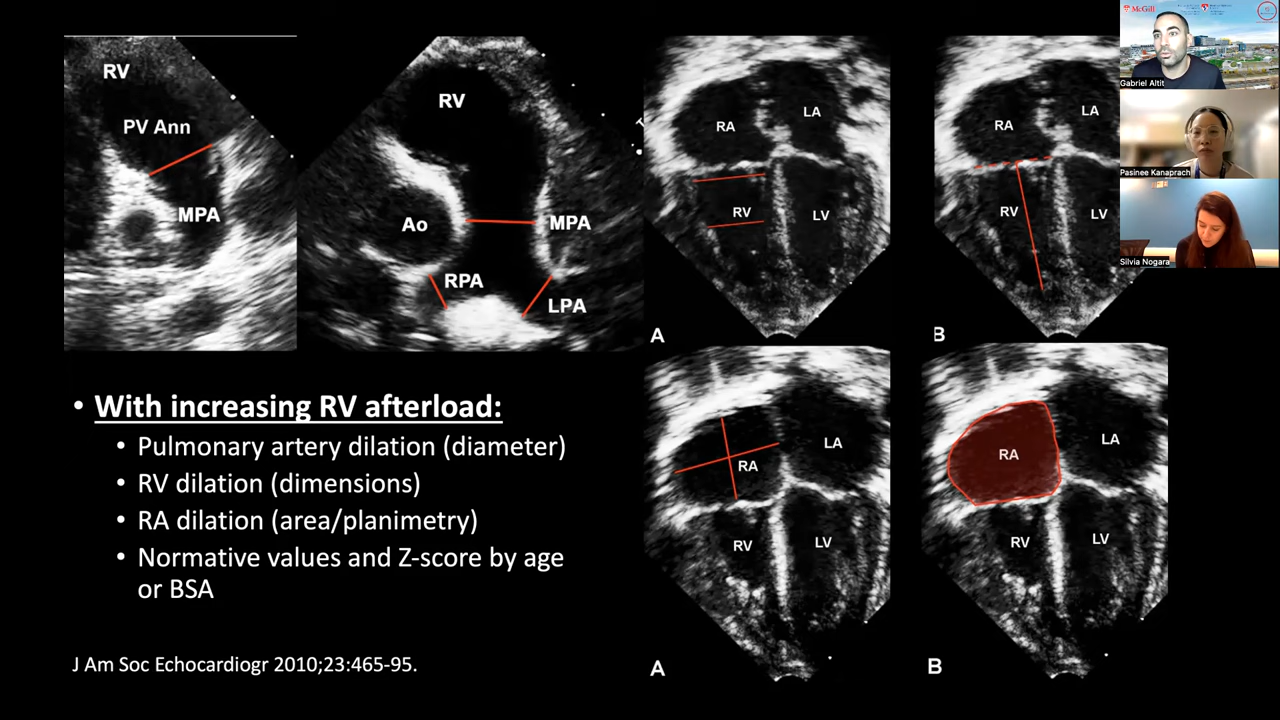 RV
PV Ann
MPA
RV
Ao
MPA
RPA
LPA
RA
LA
RV
LV
A
RA
LA
RV
LV
B
RA
LA
RV
LV
A
RA
LA
RV
LV
B
• With increasing RV afterload:
• Pulmonary artery dilation (diameter)
• RV dilation (dimensions)
• RA dilation (area/planimetry)
• Normative values and Z-score by age
or BSA
J Am Soc Echocardiogr 2010;23:465-95.
McGill
Gabriel Altit
Pasinee Kanaprach
Silvia Nogara